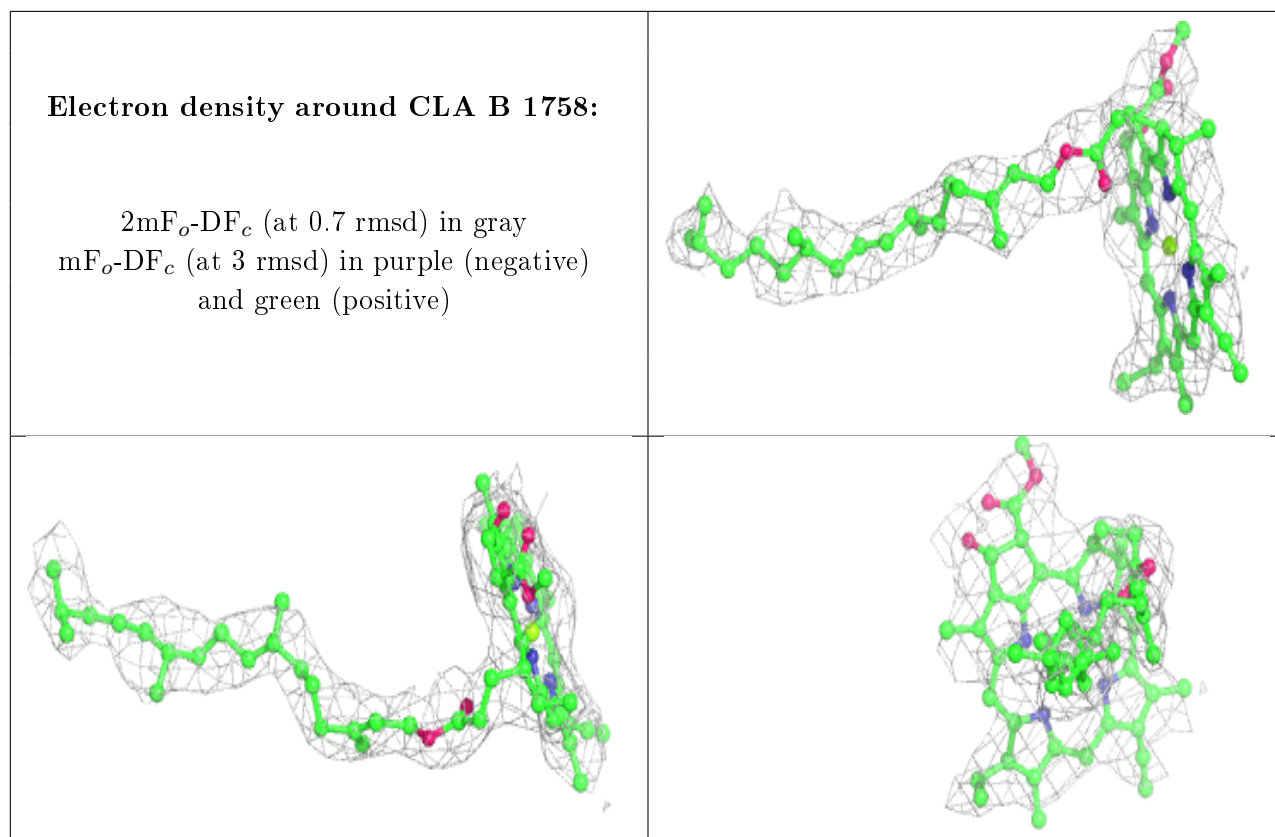 Electron density around CLA B 1758:
2mFₒ-DF𝒸 (at 0.7 rmsd) in gray
mFₒ-DF𝒸 (at 3 rmsd) in purple (negative)
and green (positive)